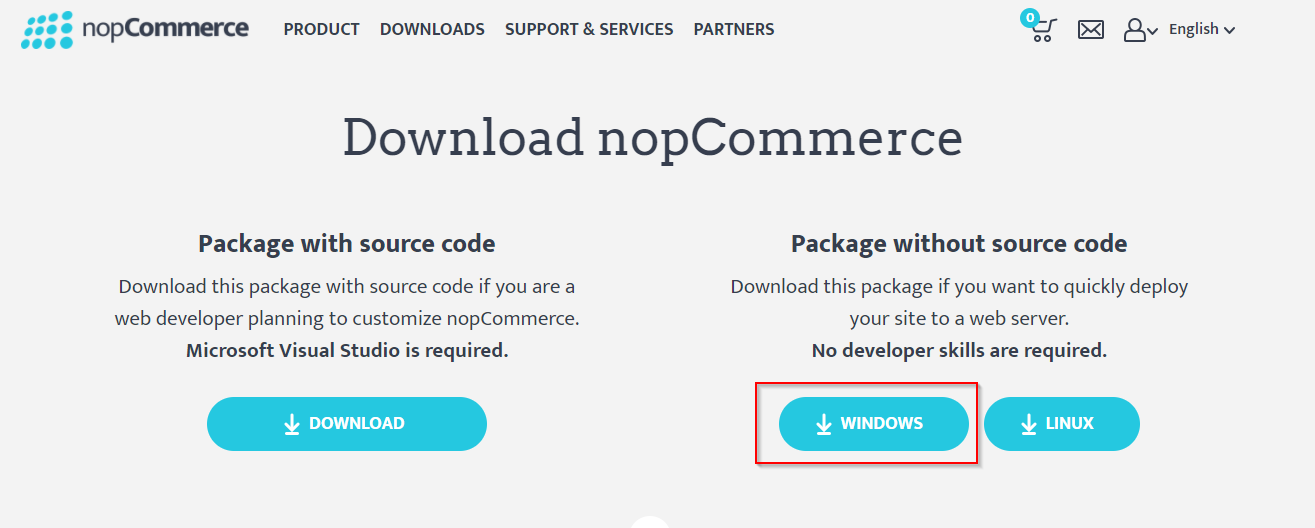 nopCommerce
PRODUCT DOWNLOADS SUPPORT & SERVICES PARTNERS
0
English
Download nopCommerce
Package with source code
Download this package with source code if you are a
web developer planning to customize nopCommerce.
Microsoft Visual Studio is required.
DOWNLOAD
Package without source code
Download this package if you want to quickly deploy
your site to a web server.
No developer skills are required.
WINDOWS
LINUX